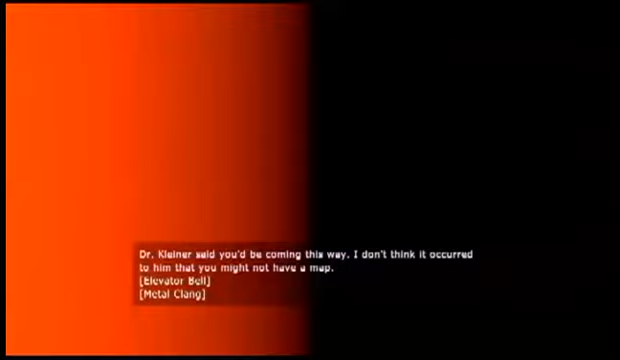 Dr. Kleiner said you'd be coming this way. I don't think it occurred
to him that you might not have a map.
[Elevator Bell]
[Metal Clang]